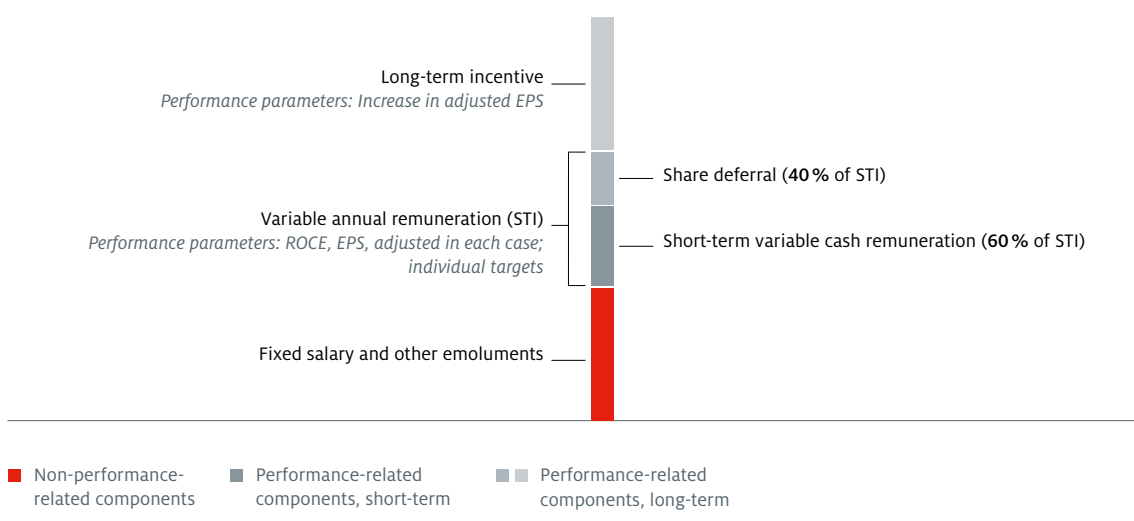 Long-term incentive
Performance parameters: Increase in adjusted EPS
Share deferral (40 % of STI)
Variable annual remuneration (STI)
Performance parameters: ROCE, EPS, adjusted in each case;
individual targets
Short-term variable cash remuneration (60 % of STI)
Fixed salary and other emoluments
Non-performance-
related components
Performance-related
components, short-term
Performance-related
components, long-term